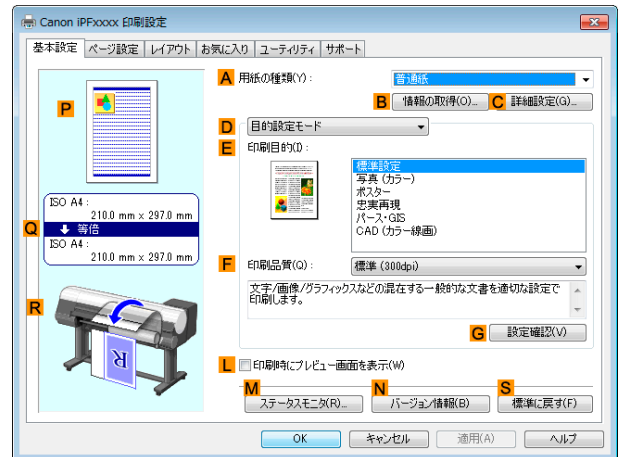 Canon iPFxxxx 印刷設定
基本設定 ページ設定 レイアウト お気に入り ユーティリティ サポート
A 用紙の種類(Y): 普通紙
B 情報の取得(O)... C 詳細設定(G)...
P
D 目的設定モード
E 印刷目的(I):
標準設定
写真 (カラー)
ポスター
忠実再現
パース・GIS
CAD (カラー線画)
ISO A4 :
210.0 mm x 297.0 mm
Q 等倍
ISO A4 :
210.0 mm x 297.0 mm
F 印刷品質(Q): 標準 (300dpi)
文字/画像/グラフィックスなどの混在する一般的な文書を適切な設定で
印刷します。
R
R
G 設定確認(V)
L 印刷時にプレビュー画面を表示(W)
M N S
ステータスモニタ(R)... バージョン情報(B) 標準に戻す(F)
OK キャンセル 適用(A) ヘルプ